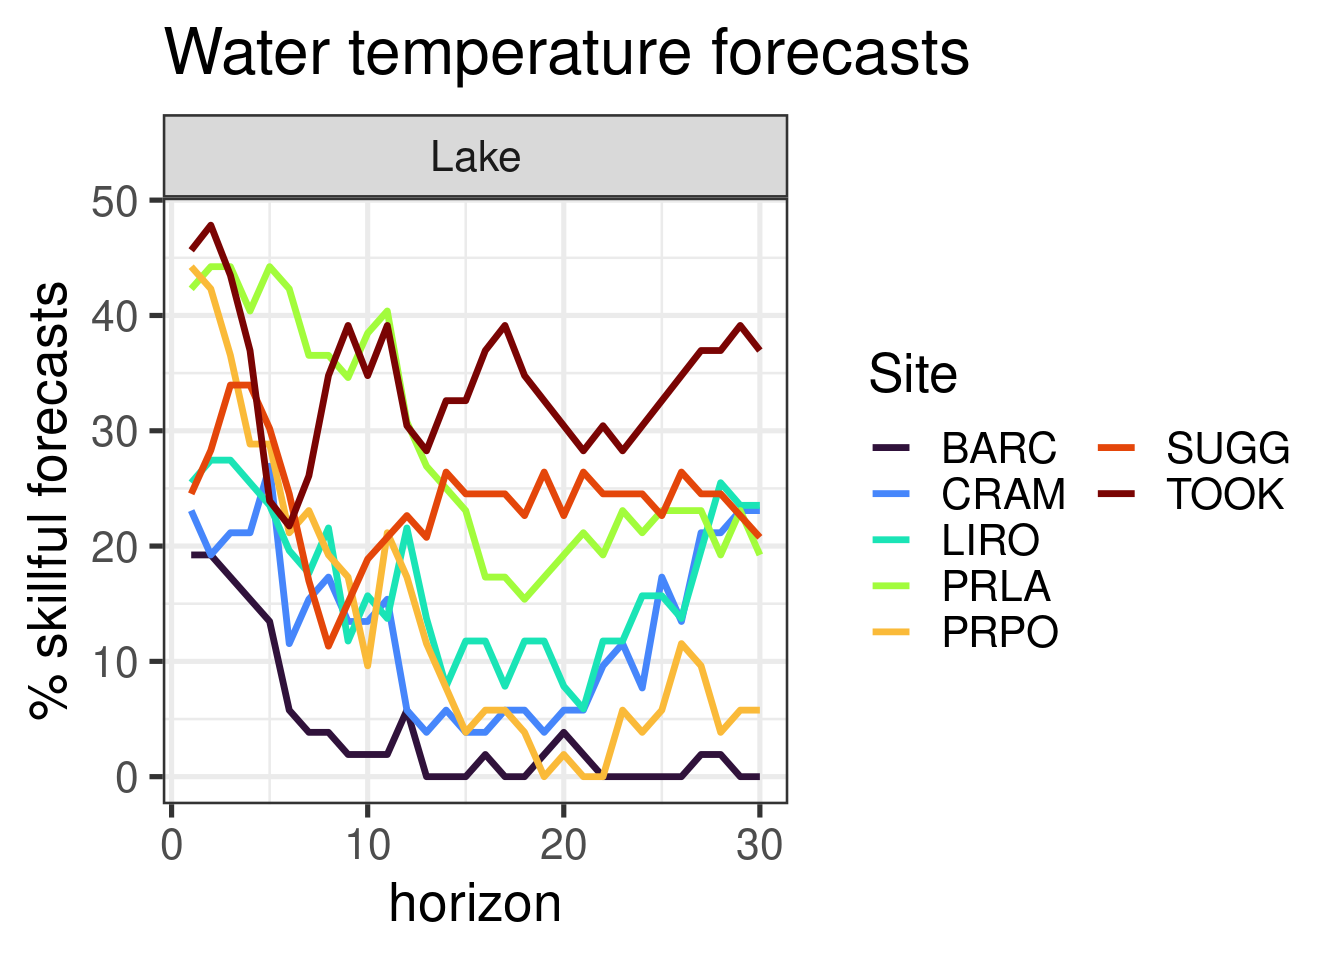 Water temperature forecasts
Lake
% skillful forecasts
50
40
30
20
10
0
0 10 20 30
horizon
Site
BARC SUGG
CRAM TOOK
LIRO
PRLA
PRPO